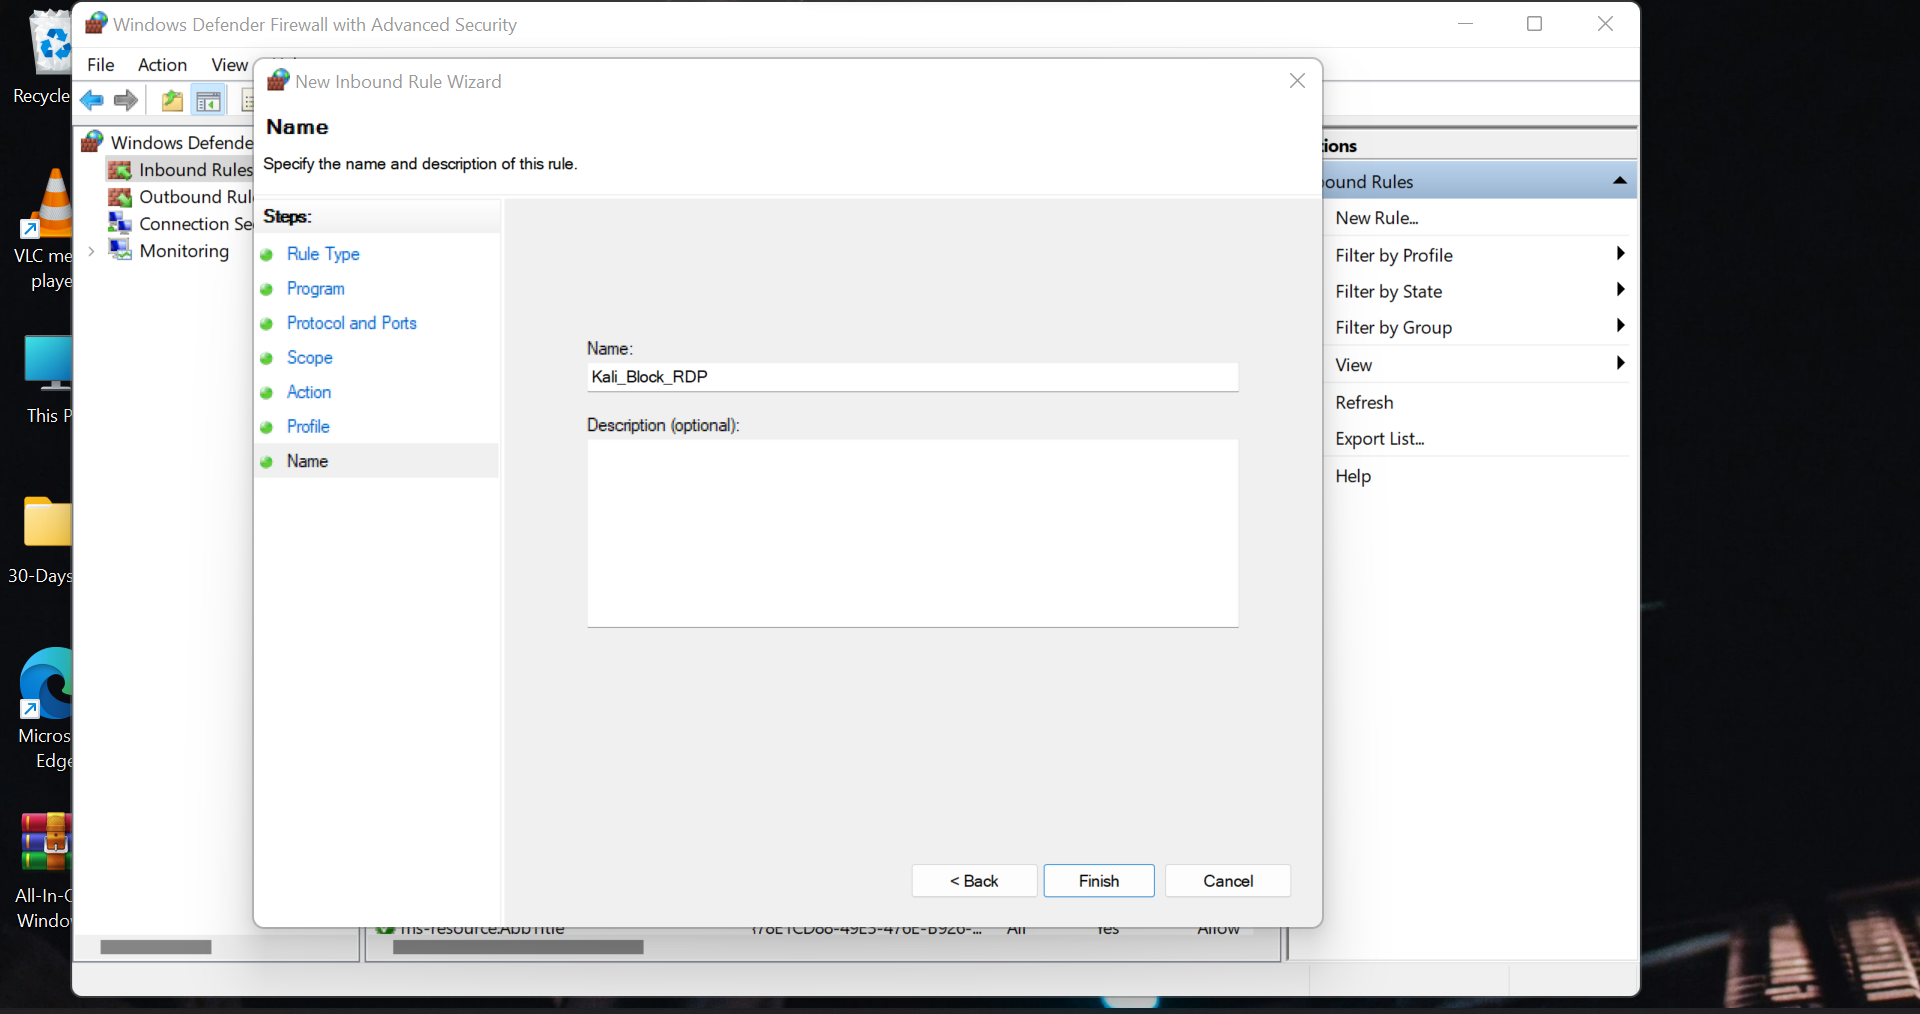 Windows Defender Firewall with Advanced Security
File
Action
View
New Inbound Rule Wizard
Name
Specify the name and description of this rule.
Steps:
Rule Type
Program
Protocol and Ports
Scope
Action
Profile
Name
Name:
Kali_Block_RDP
Description (optional):
< Back
Finish
Cancel
Windows Defende
Inbound Rules
Outbound Rul
Connection Se
Monitoring
ions
ound Rules
New Rule...
Filter by Profile
Filter by State
Filter by Group
View
Refresh
Export List...
Help
All
Yes
Allow
Recycle
VLC me
playe
This P
30-Days
Micros
Edge
All-In-O
Windo